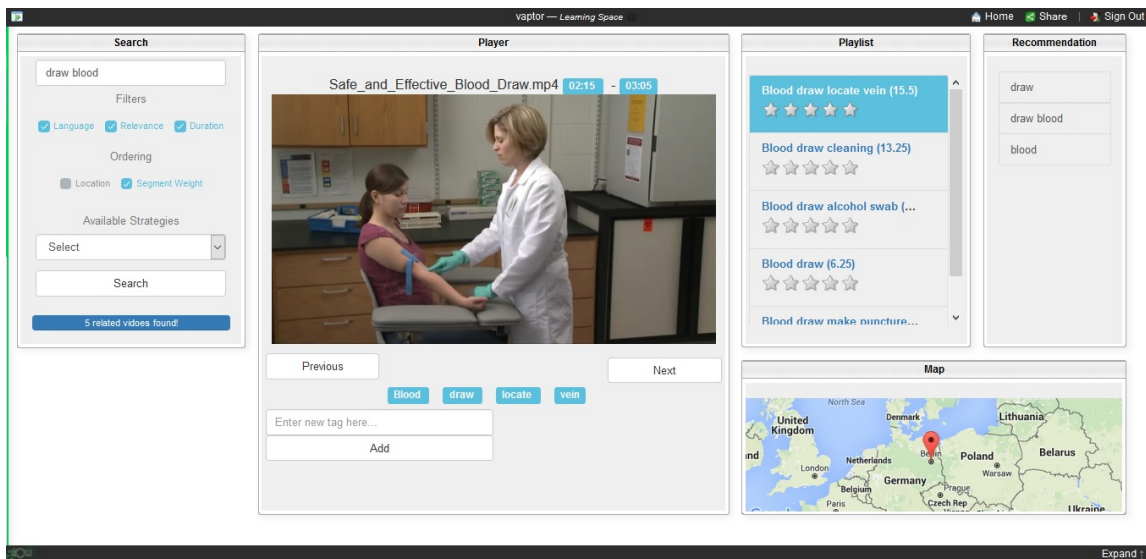 vaptor — Learning Space
Home
Share
|
Sign Out
Search
draw blood
Filters
Language
Relevance
Duration
Ordering
Location
Segment Weight
Available Strategies
Select
Search
5 related vidoes found!
Player
Safe_and_Effective_Blood_Draw.mp4 02:15 - 03:05
Previous
Next
Blood draw locate vein
Enter new tag here...
Add
Playlist
Blood draw locate vein (15.5)
Blood draw cleaning (13.25)
Blood draw alcohol swab (...
Blood draw (6.25)
Blood draw make puncture...
Recommendation
draw
draw blood
blood
Map
North Sea
United
Kingdom
Denmark
Lithuania
London
Netherlands
Berlin
Poland
Belarus
Warsaw
Belgium
Germany
Prague
Paris
Czech Rep
Ukraine
Expand ↑